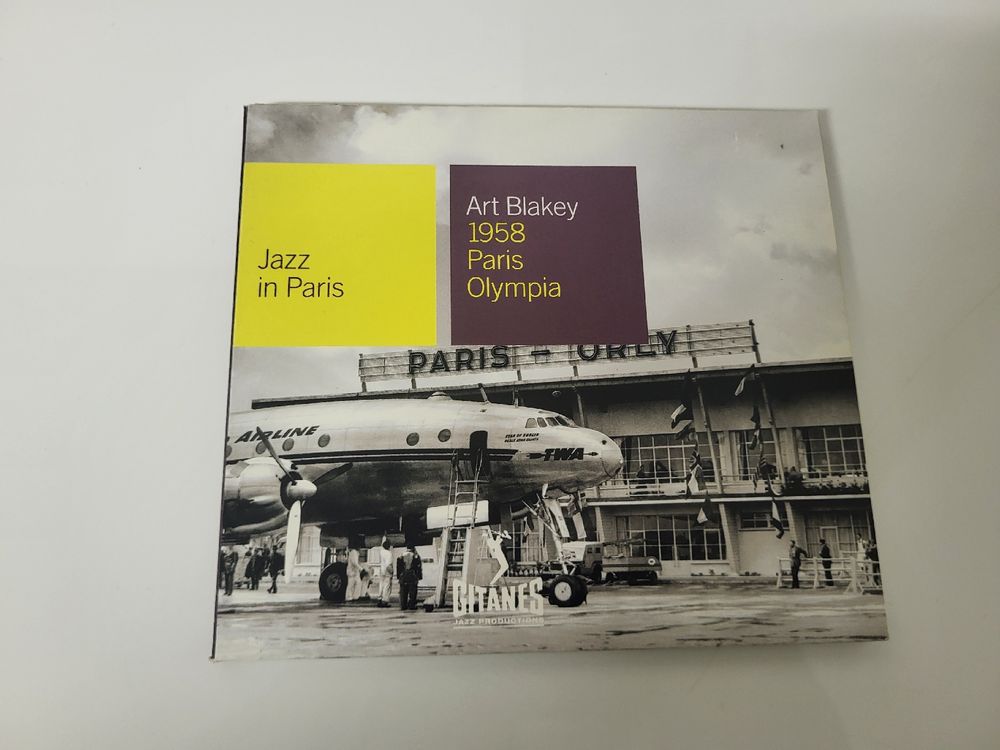 Jazz
in Paris
Art Blakey
1958
Paris
Olympia
PARIS - ORLY
AIRLINE
TWA
GITANES
JAZZ PRODUCTIONS